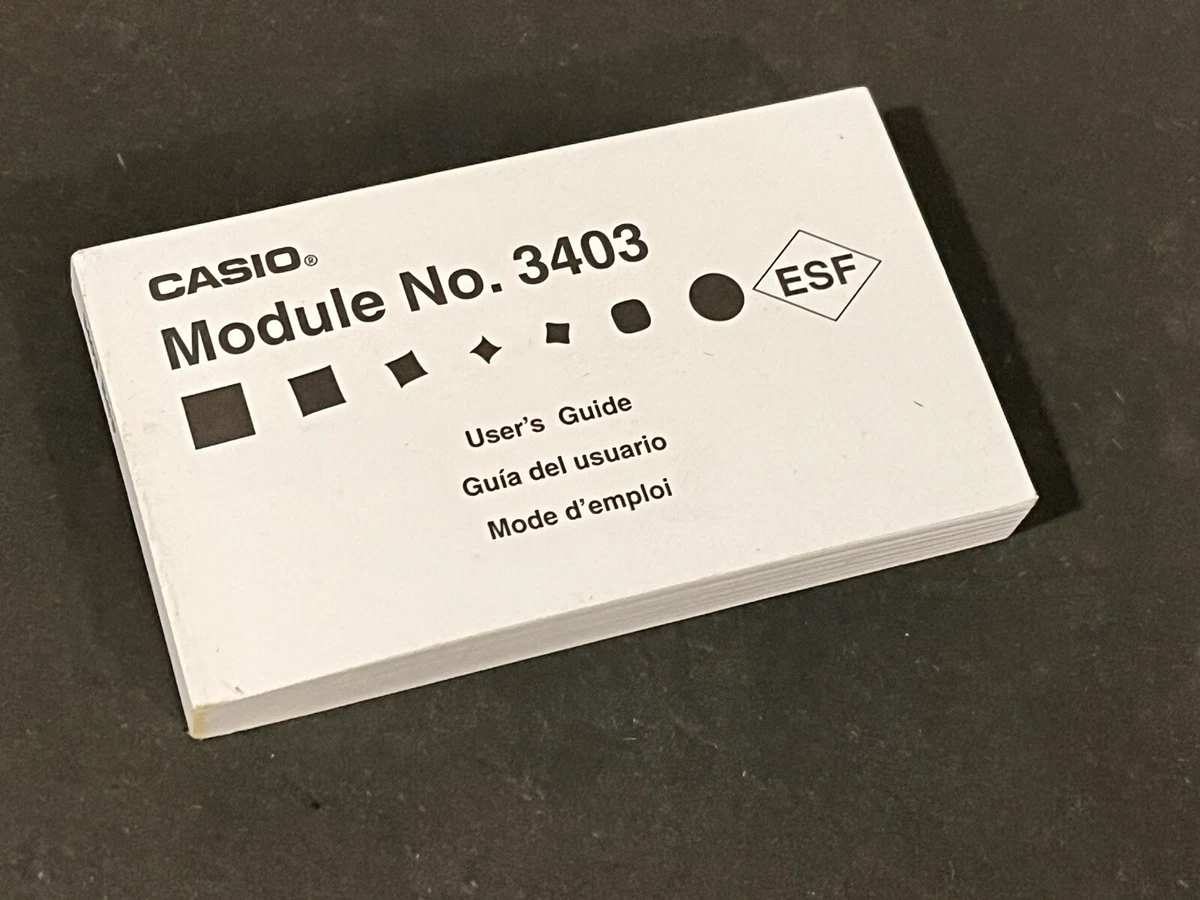 CASIO®
Module No. 3403
ESF
User's Guide
Guía del usuario
Mode d'emploi